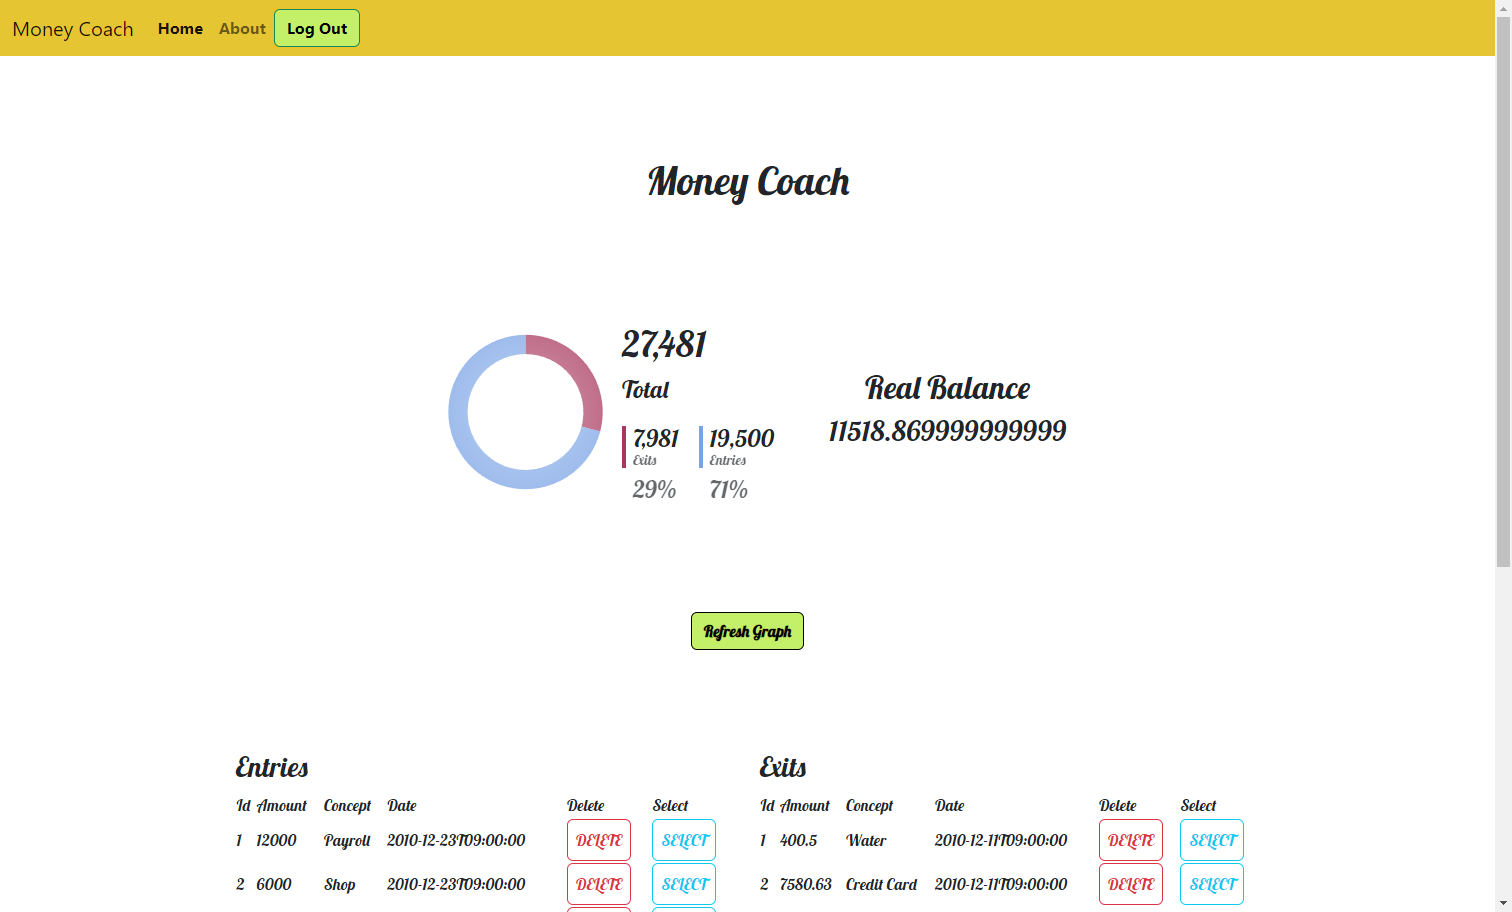 Money Coach Home About Log Out
Money Coach
27,481
Total
7,981 19,500
Exits Entries
29% 71%
Real Balance
11518.869999999999
Refresh Graph
Entries
Id Amount Concept Date Delete Select
1 12000 Payroll 2010-12-23T09:00:00 DELETE SELECT
2 6000 Shop 2010-12-23T09:00:00 DELETE SELECT
Exits
Id Amount Concept Date Delete Select
1 400.5 Water 2010-12-11T09:00:00 DELETE SELECT
2 7580.63 Credit Card 2010-12-11T09:00:00 DELETE SELECT